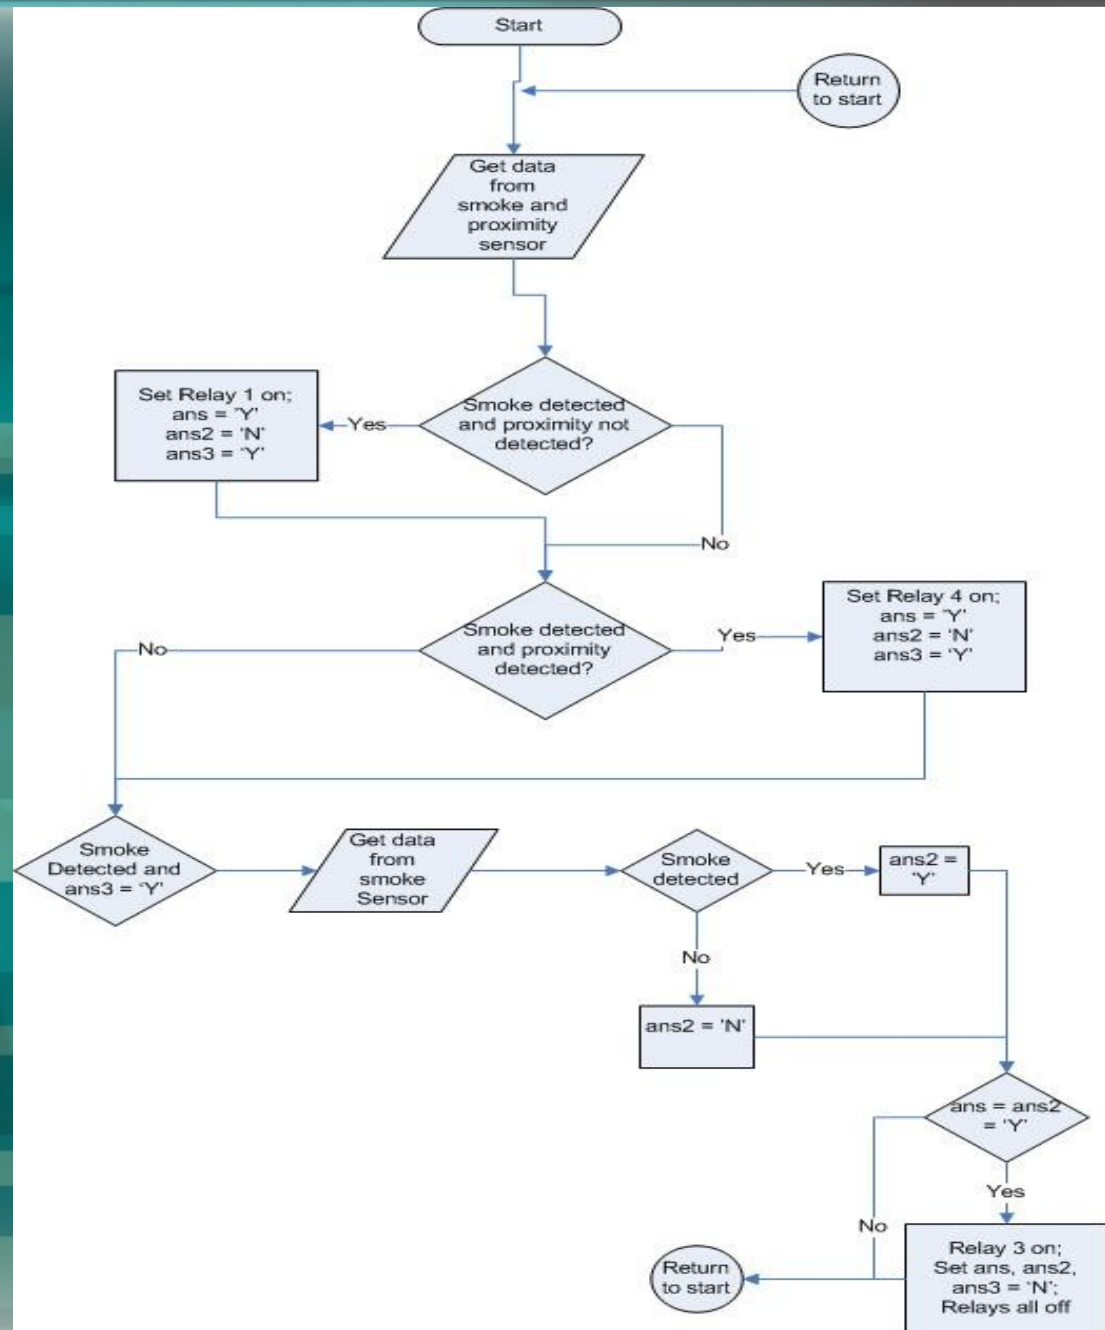 Start
Return
to start
Get data
from
smoke and
proximity
sensor
Smoke detected
and proximity not
detected?
Yes
Set Relay 1 on;
ans = 'Y'
ans2 = 'N'
ans3 = 'Y'
No
Smoke detected
and proximity
detected?
Yes
Set Relay 4 on;
ans = 'Y'
ans2 = 'N'
ans3 = 'Y'
No
Smoke
Detected and
ans3 = 'Y'
Get data
from
smoke
Sensor
Smoke
detected
Yes
ans2 =
'Y'
No
ans2 = 'N'
ans = ans2
= 'Y'
Yes
No
Relay 3 on;
Set ans, ans2,
ans3 = 'N';
Relays all off
Return
to start